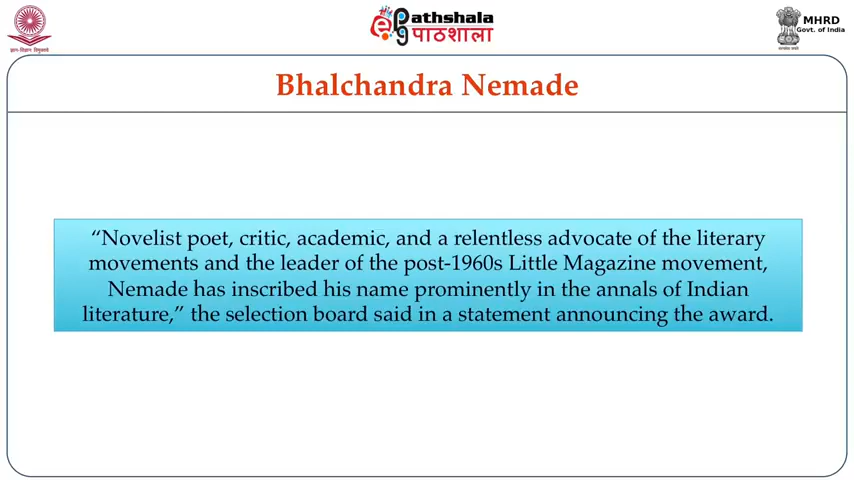 ePathshala
पाठशाला
MHRD
Govt. of India
Bhalchandra Nemade
“Novelist poet, critic, academic, and a relentless advocate of the literary
movements and the leader of the post-1960s Little Magazine movement,
Nemade has inscribed his name prominently in the annals of Indian
literature,” the selection board said in a statement announcing the award.